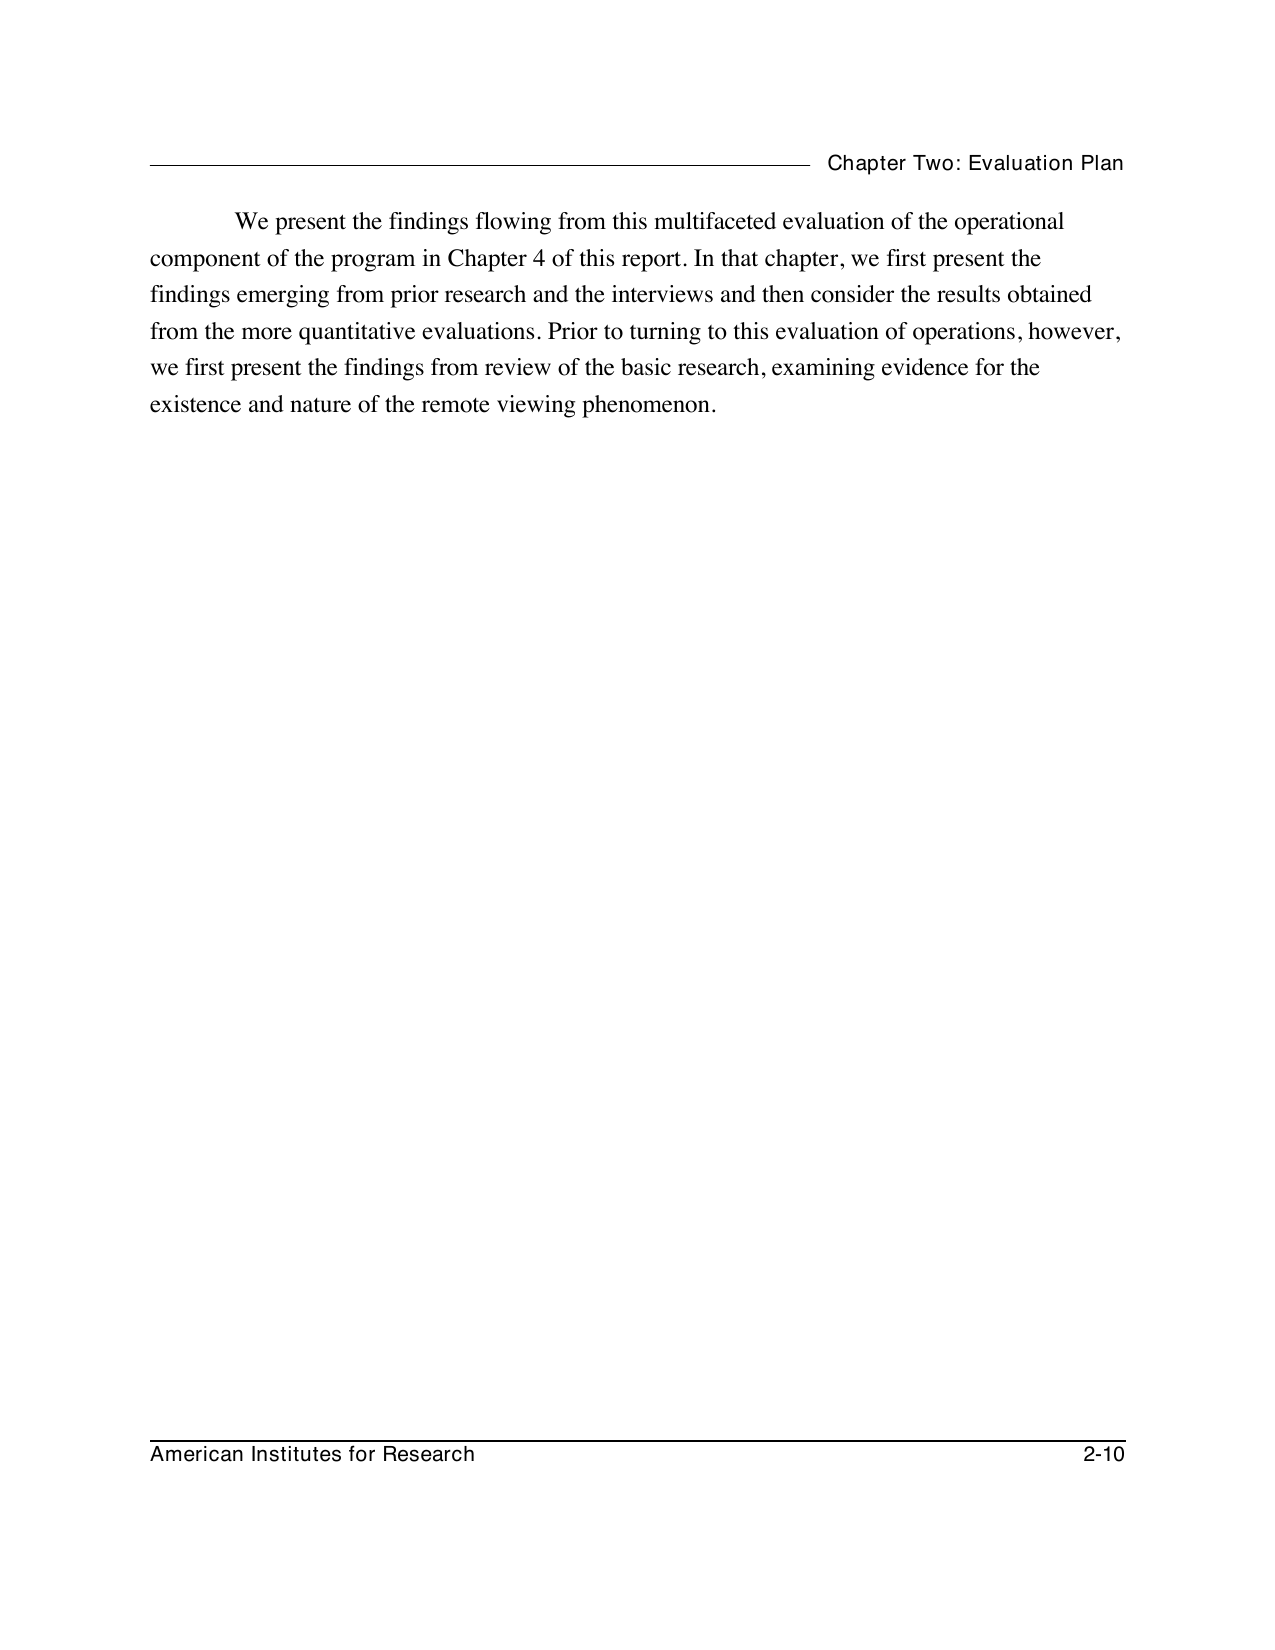 Chapter Two: Evaluation Plan
We present the findings flowing from this multifaceted evaluation of the operational
component of the program in Chapter 4 of this report. In that chapter, we first present the
findings emerging from prior research and the interviews and then consider the results obtained
from the more quantitative evaluations. Prior to turning to this evaluation of operations, however,
we first present the findings from review of the basic research, examining evidence for the
existence and nature of the remote viewing phenomenon.
American Institutes for Research 2-10